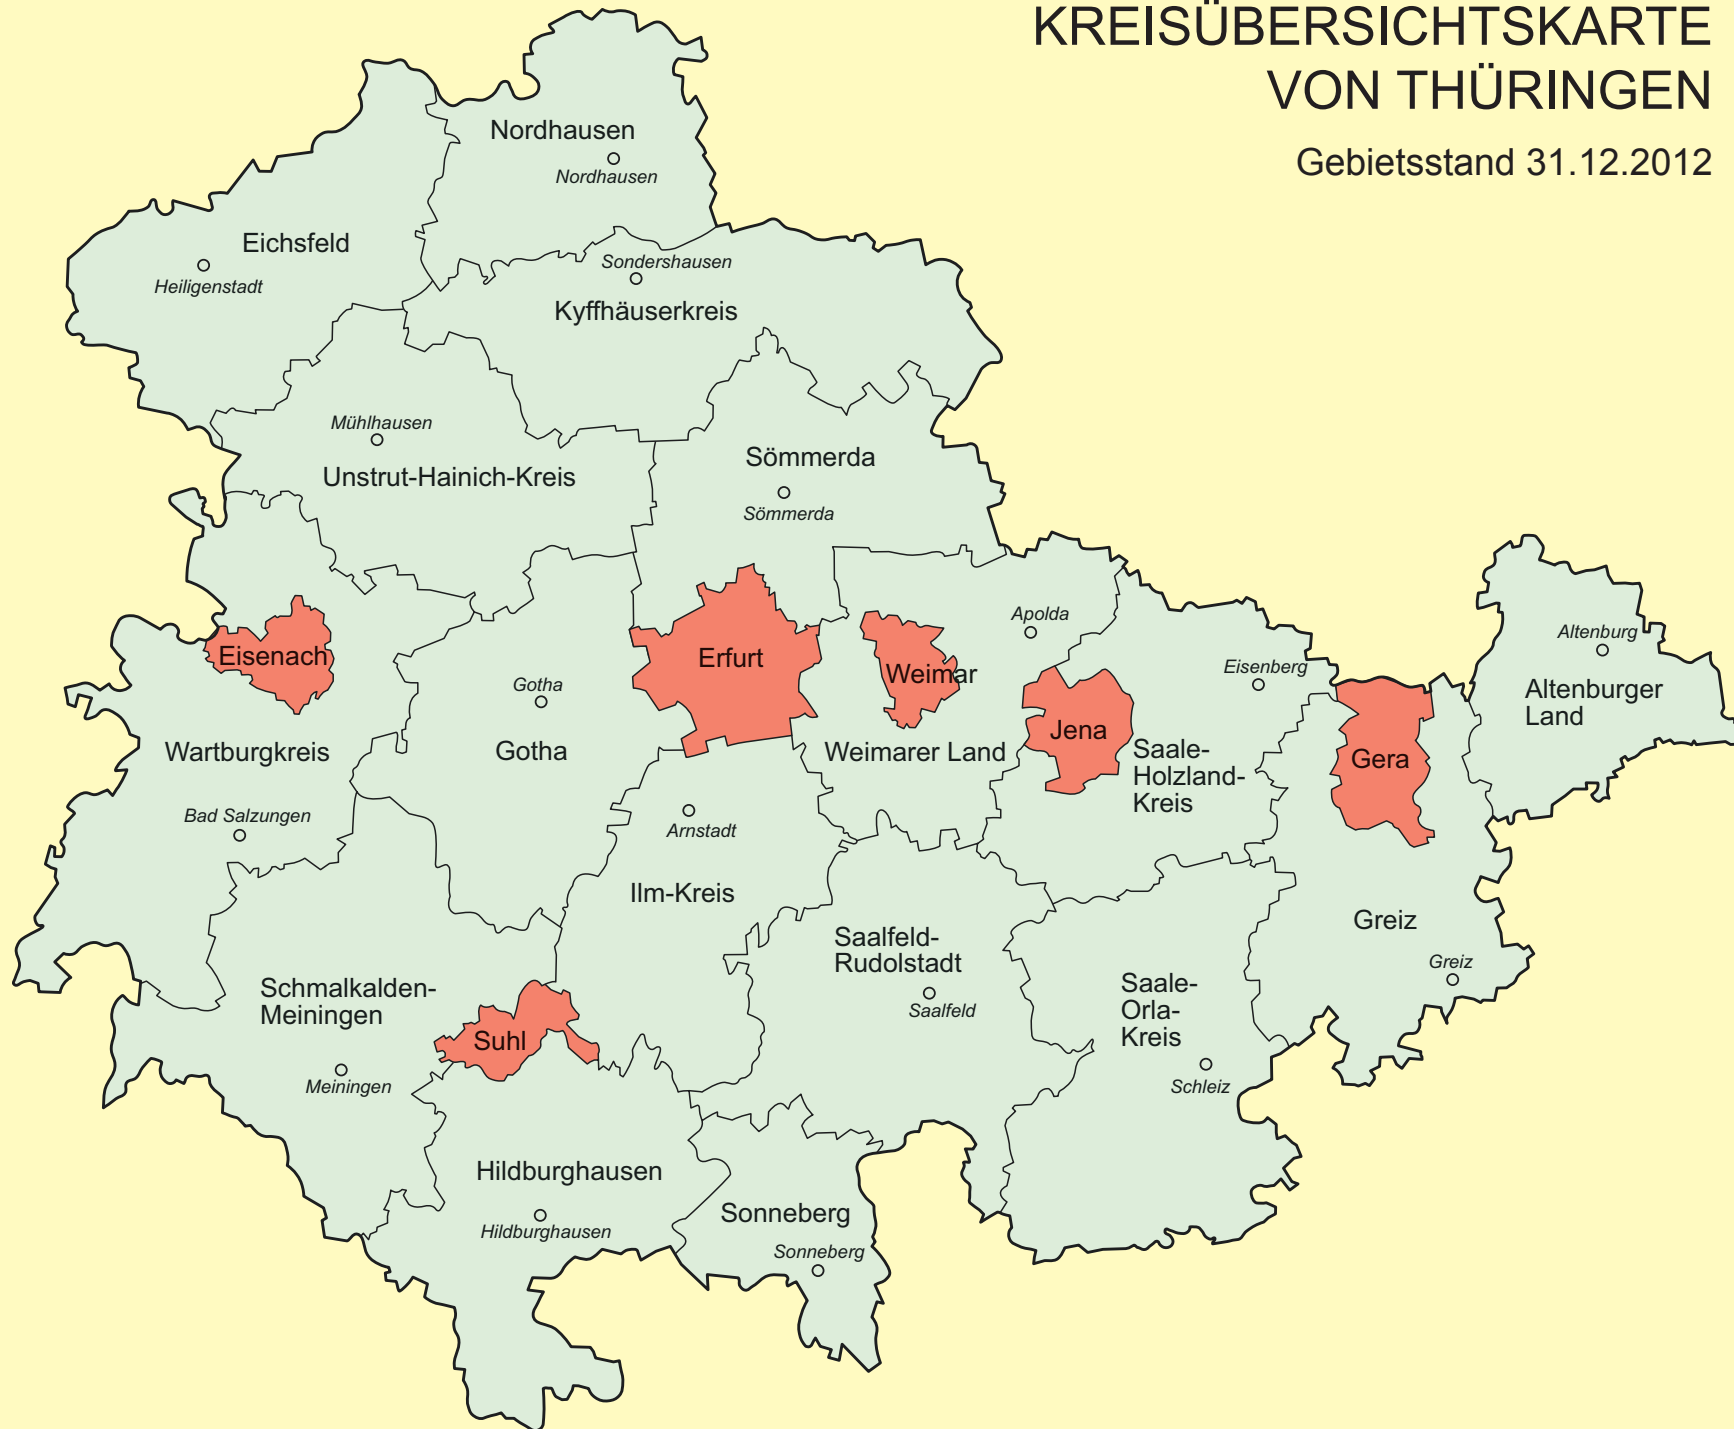 KREISÜBERSICHTSKARTE
VON THÜRINGEN
Gebietsstand 31.12.2012
Nordhausen
Nordhausen
Eichsfeld
Heiligenstadt
Sondershausen
Kyffhäuserkreis
Mühlhausen
Unstrut-Hainich-Kreis
Sömmerda
Sömmerda
Eisenach
Erfurt
Weimar
Apolda
Altenburg
Altenburger
Land
Eisenberg
Gotha
Gotha
Wartburgkreis
Bad Salzungen
Weimarer Land
Jena
Saale-
Holzland-
Kreis
Gera
Arnstadt
Ilm-Kreis
Saalfeld-
Rudolstadt
Saalfeld
Greiz
Greiz
Schmalkalden-
Meiningen
Meiningen
Suhl
Saale-
Orla-
Kreis
Schleiz
Hildburghausen
Hildburghausen
Sonneberg
Sonneberg